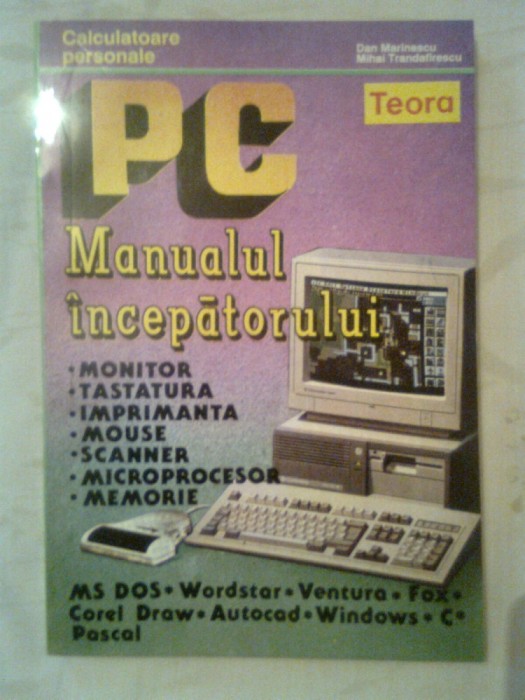 Calculatoare
personale
Dan Marinescu
Mihai Trandafirescu
Teora
PC
Manualul
începătorului
• MONITOR
• TASTATURA
• IMPRIMANTA
• MOUSE
• SCANNER
• MICROPROCESOR
• MEMORIE
MS DOS • Wordstar • Ventura • Fox •
Corel Draw • Autocad • Windows • C •
Pascal